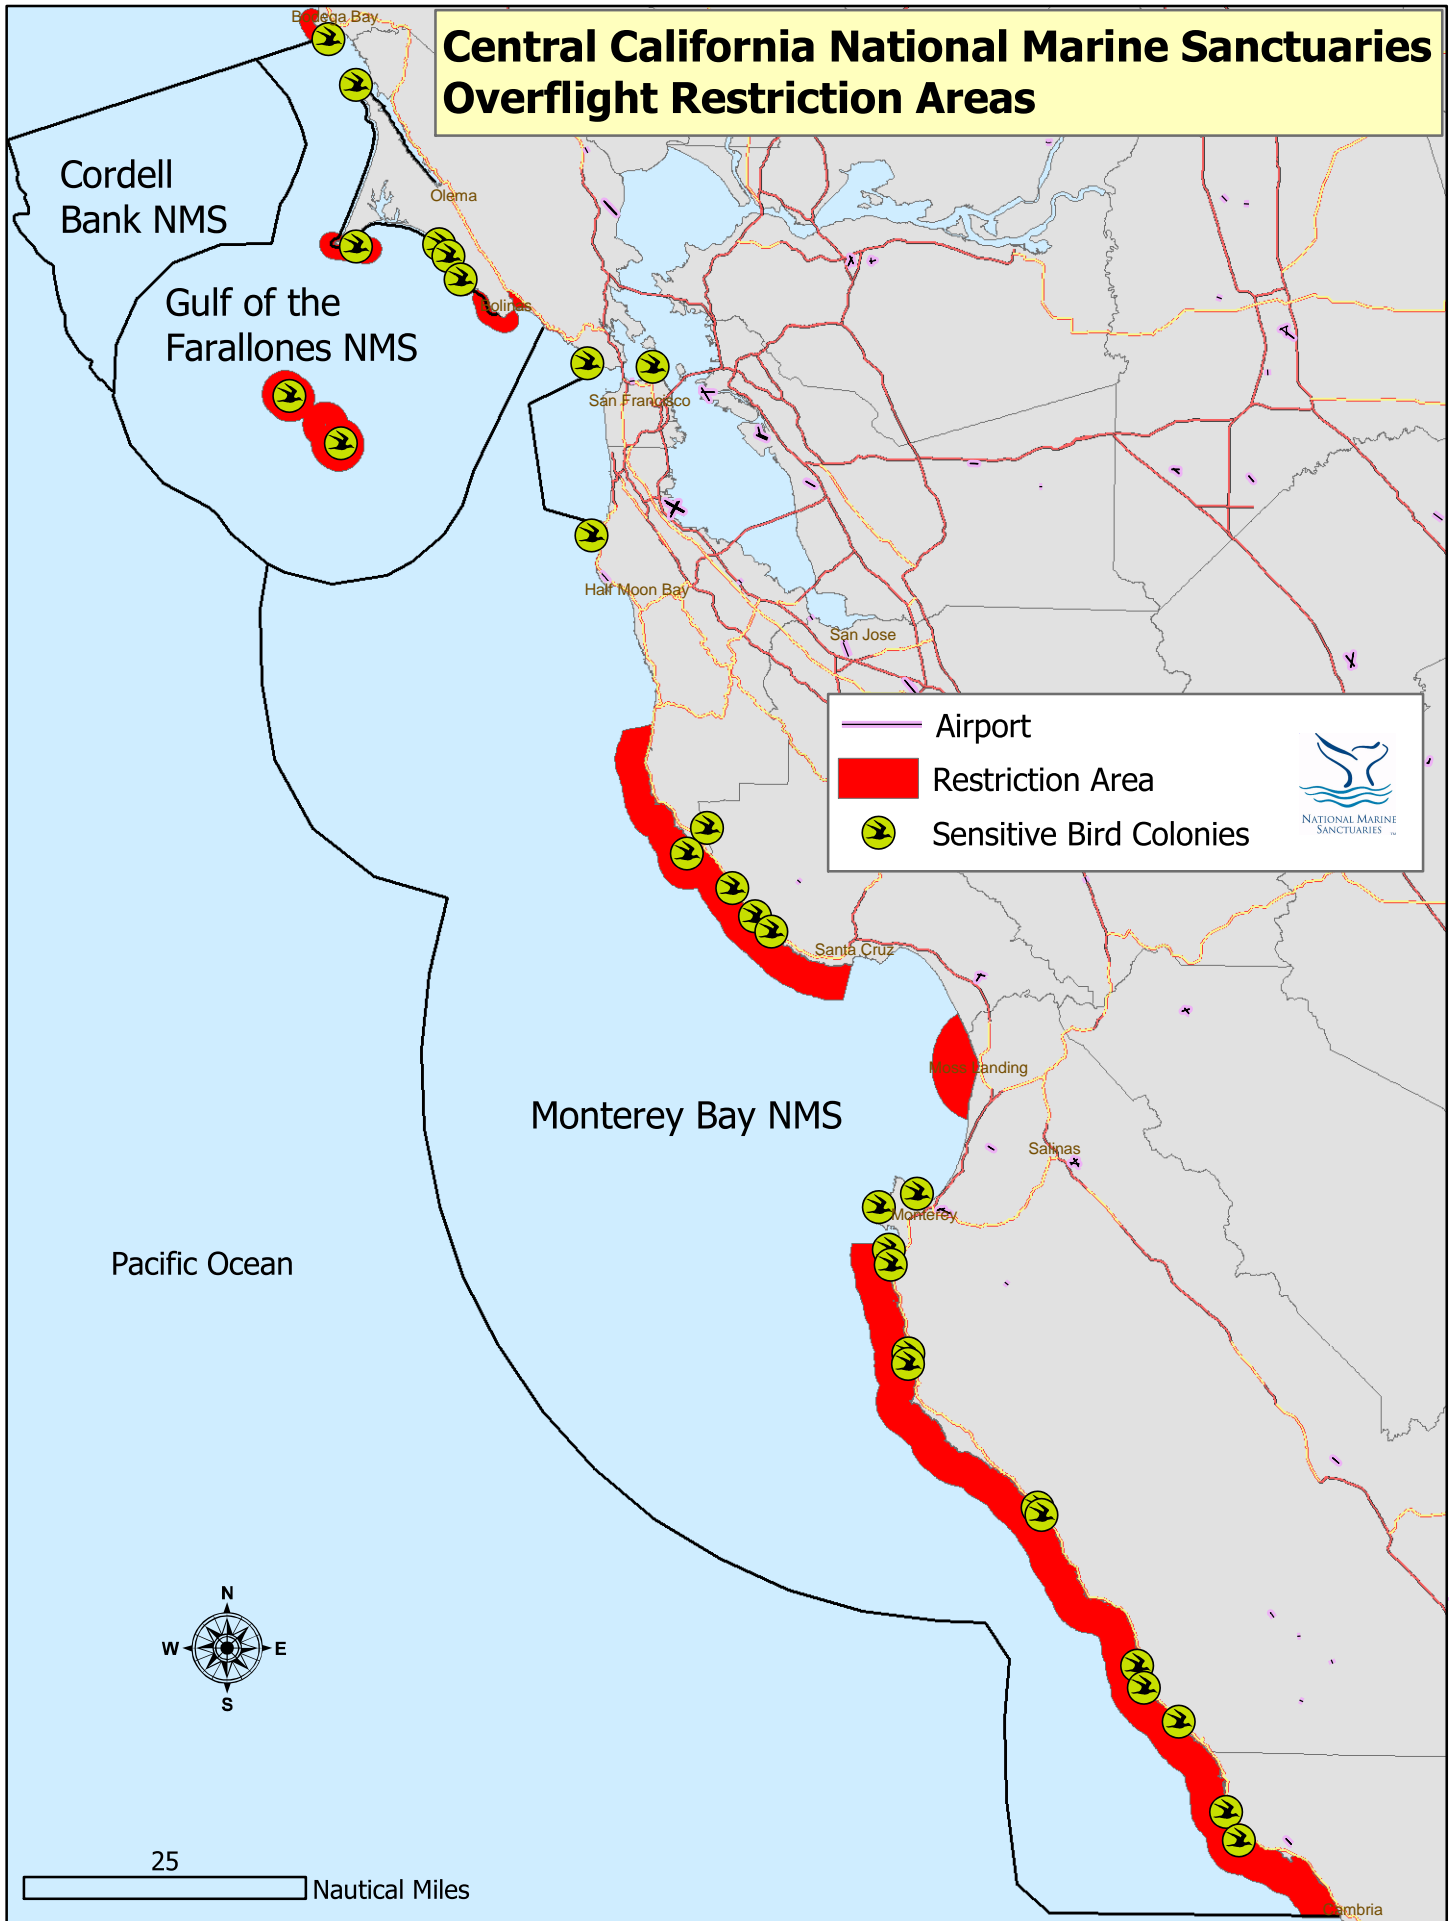 Bodega Bay
Central California National Marine Sanctuaries
Overflight Restriction Areas
Cordell
Bank NMS
Olema
Gulf of the
Farallones NMS
Bolinas
San Francisco
Half Moon Bay
San Jose
Airport
Restriction Area
Sensitive Bird Colonies
NATIONAL MARINE
SANCTUARIES ™
Santa Cruz
Moss Landing
Monterey Bay NMS
Salinas
Monterey
Pacific Ocean
N
W E
S
25
Nautical Miles
Cambria